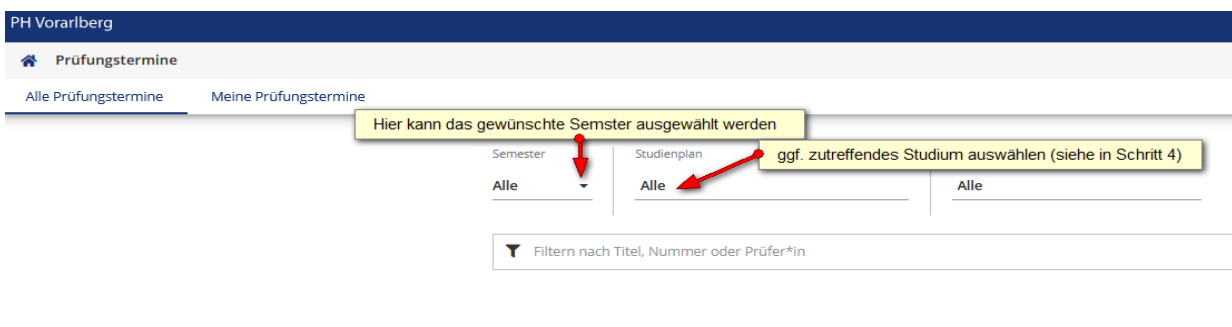 PH Vorarlberg
Prüfungstermine
Alle Prüfungstermine Meine Prüfungstermine
Hier kann das gewünschte Semster ausgewählt werden
Semester Studienplan ggf. zutreffendes Studium auswählen (siehe in Schritt 4)
Alle Alle Alle
Filtern nach Titel, Nummer oder Prüfer*in